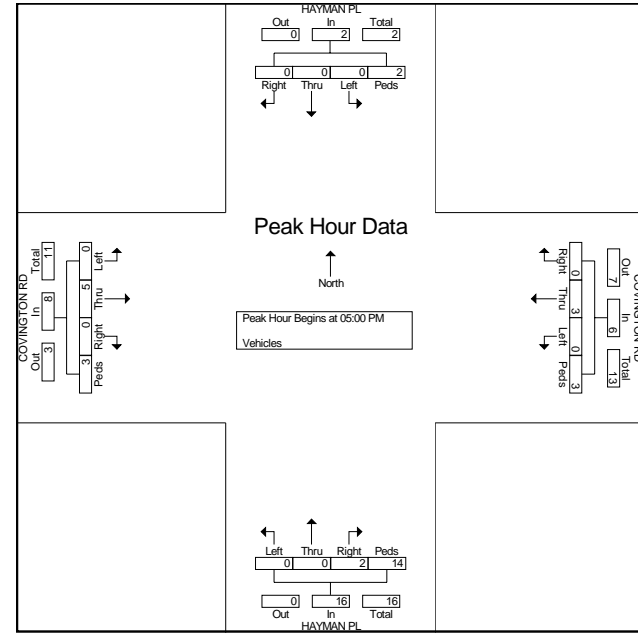 HAYMAN PL
Out In Total
0 2 2
0 0 0 2
Right Thru Left Peds
Peak Hour Data
North
Peak Hour Begins at 05:00 PM
Vehicles
COVINGTON RD
Total In Out
11 8 3
0 5 0 3
Left Thru Right Peds
Right Thru Left Peds
0 3 0 3
Out In Total
7 6 13
COVINGTON RD
Left Thru Right Peds
0 0 2 14
0 16 16
Out In Total
HAYMAN PL